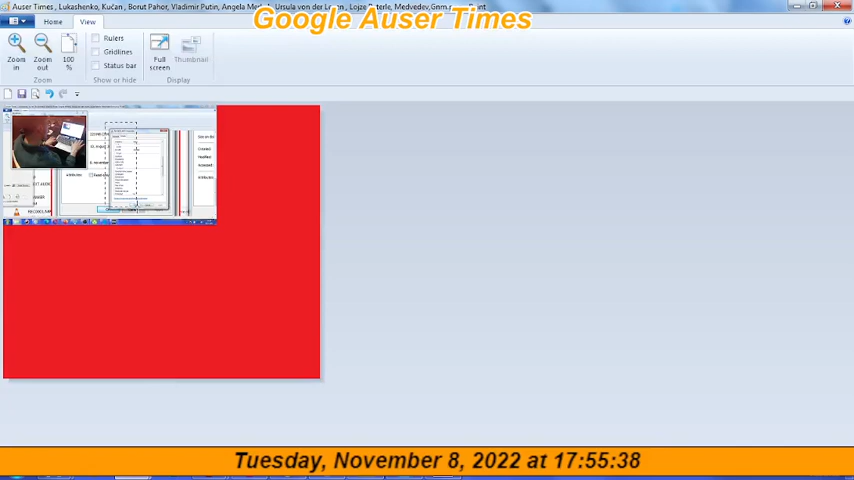 Auser Times , Lukashenko, Kučan , Borut Pahor, Vladimir Putin, Angela Ursula von der Lojze Peterle, Medvedev,
Google Auser Times
Home View
Rulers
Gridlines
Status bar
Zoom in Zoom out 100 % Full screen Thumbnail
Zoom Show or hide Display
Tuesday, November 8, 2022 at 17:55:38